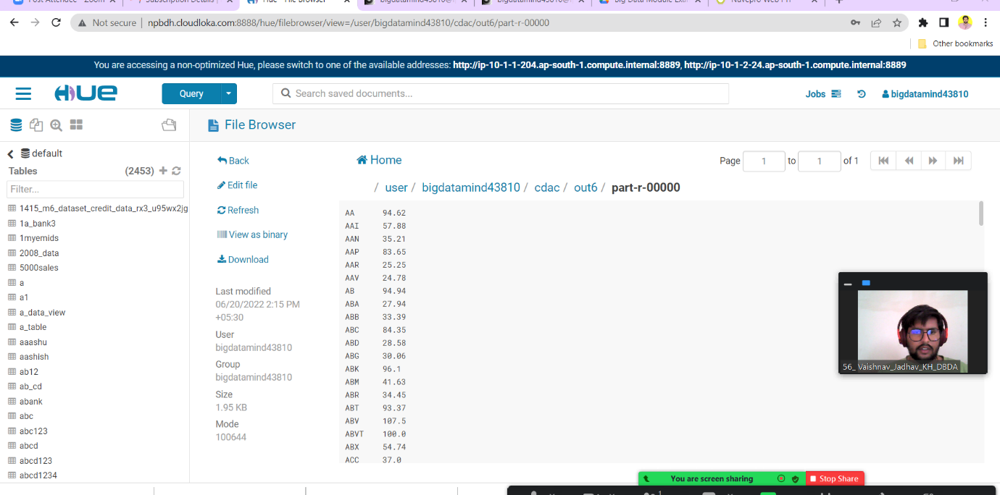 Post Attendee - Zoom
Subscription Details
Hue - File Browser
bigdatamind43810@
bigdatamind43810@
Big Data Module Exa
Nuvepro Web
Not secure | npbdh.cloudloka.com:8888/hue/filebrowser/view=/user/bigdatamind43810/cdac/out6/part-r-00000
Other bookmarks
You are accessing a non-optimized Hue, please switch to one of the available addresses: http://ip-10-1-1-204.ap-south-1.compute.internal:8889, http://ip-10-1-2-24.ap-south-1.compute.internal:8889
HUE
Query
Search saved documents...
Jobs
bigdatamind43810
default
Tables (2453)
Filter...
1415_m6_dataset_credit_data_rx3_u95wx2jg
1a_bank3
1myemids
2008_data
5000sales
a
a1
a_data_view
a_table
aaashu
aashish
ab12
ab_cd
abank
abc
abc123
abcd
abcd123
abcd1234
File Browser
Back
Edit file
Refresh
View as binary
Download
Last modified
06/20/2022 2:15 PM
+05:30
User
bigdatamind43810
Group
bigdatamind43810
Size
1.95 KB
Mode
100644
Home
Page 1 to 1 of 1
/ user / bigdatamind43810 / cdac / out6 / part-r-00000
AA 94.62
AAI 57.88
AAN 35.21
AAP 83.65
AAR 25.25
AAV 24.78
AB 94.94
ABA 27.94
ABB 33.39
ABC 84.35
ABD 28.58
ABG 30.06
ABK 96.1
ABM 41.63
ABR 34.45
ABT 93.37
ABV 107.5
ABVT 100.0
ABX 54.74
ACC 37.0
56_ Vaishnav_Jadhav_KH_DBDA
You are screen sharing
Stop Share